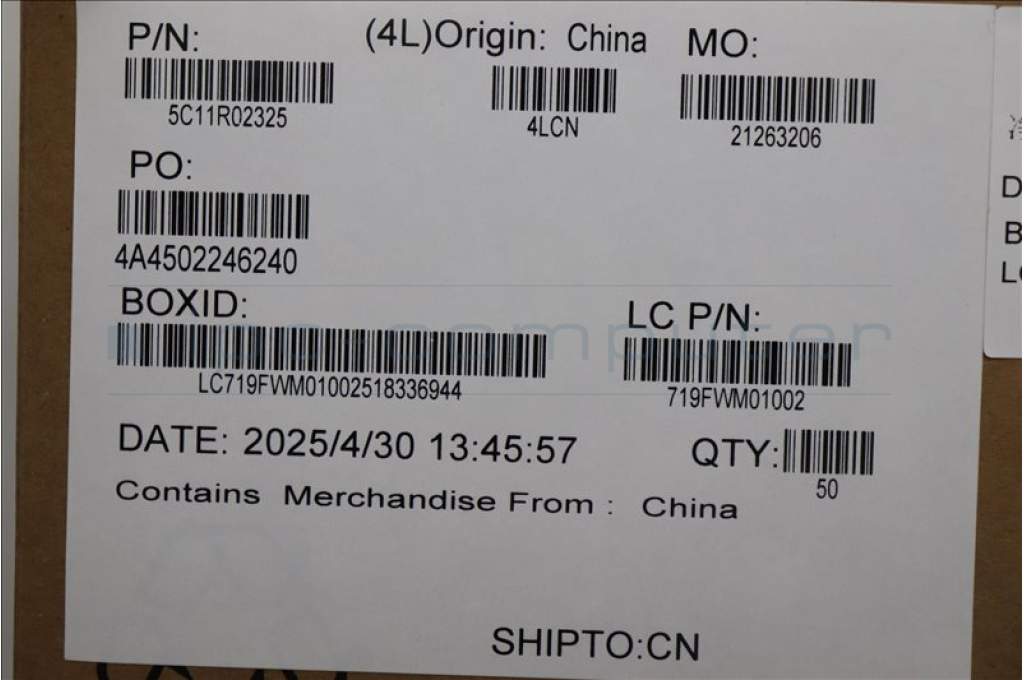 P/N: (4L)Origin: China MO:
5C11R02325 4LCN 21263206
PO:
4A4502246240
BOXID: LC P/N:
LC719FWM01002518336944 719FWM01002
DATE: 2025/4/30 13:45:57 QTY:
50
Contains Merchandise From : China
SHIPTO:CN
D
B